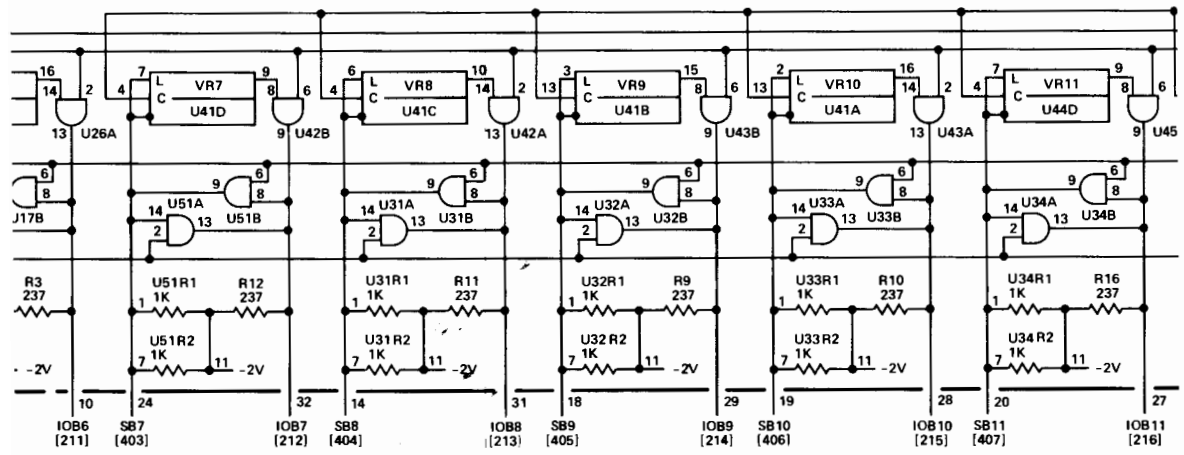 16 14 2 13 U26A
7 L VR7 9 4 C U41D 8 6 9 U42B
6 L VR8 10 4 C U41C 14 2 13 U42A
3 L VR9 15 13 C U41B 8 6 9 U43B
2 L VR10 16 13 C U41A 14 2 13 U43A
7 L VR11 9 4 C U44D 8 6 9 U45
6 8 U17B
9 6 8 U51A U51B 14 2 13
9 6 8 U31A U31B 14 2 13
9 6 8 U32A U32B 14 2 13
9 6 8 U33A U33B 14 2 13
9 6 8 U34A U34B 14 2 13
R3 237
U51R1 1K 1 R12 237
U31R1 1K 1 R11 237
U32R1 1K 1 R9 237
U33R1 1K 1 R10 237
U34R1 1K 1 R16 237
-2V
U51R2 1K 7 11 -2V
U31R2 1K 7 11 -2V
U32R2 1K 7 11 -2V
U33R2 1K 7 11 -2V
U34R2 1K 7 11 -2V
10 24 32 14 31 18 29 19 28 20 27
IOB6 SB7 IOB7 SB8 IOB8 SB9 IOB9 SB10 IOB10 SB11 IOB11
[211] [403] [212] [404] [213] [405] [214] [406] [215] [407] [216]